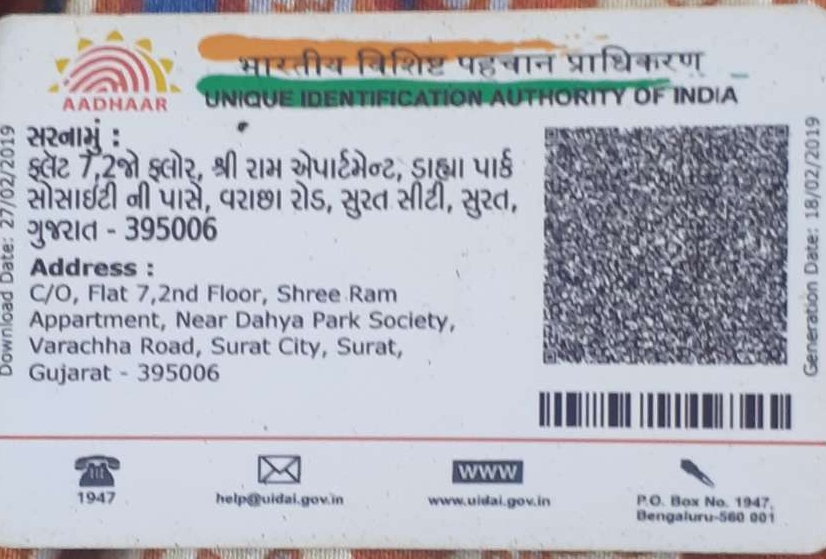 भारतीय विशिष्ट पहचान प्राधिकरण
AADHAAR
UNIQUE IDENTIFICATION AUTHORITY OF INDIA
સરનામું :
ફ્લેટ 7,2જો ફ્લોર, શ્રી રામ એપાર્ટમેન્ટ, ડાહ્યા પાર્ક
સોસાઈટી ની પાસે, વરાછા રોડ, સુરત સીટી, સુરત,
ગુજરાત - 395006
Address :
C/O, Flat 7,2nd Floor, Shree Ram
Appartment, Near Dahya Park Society,
Varachha Road, Surat City, Surat,
Gujarat - 395006
Download Date: 27/02/2019
Generation Date: 18/02/2019
1947
help@uidai.gov.in
WWW
www.uidai.gov.in
P.O. Box No. 1947,
Bengaluru-560 001